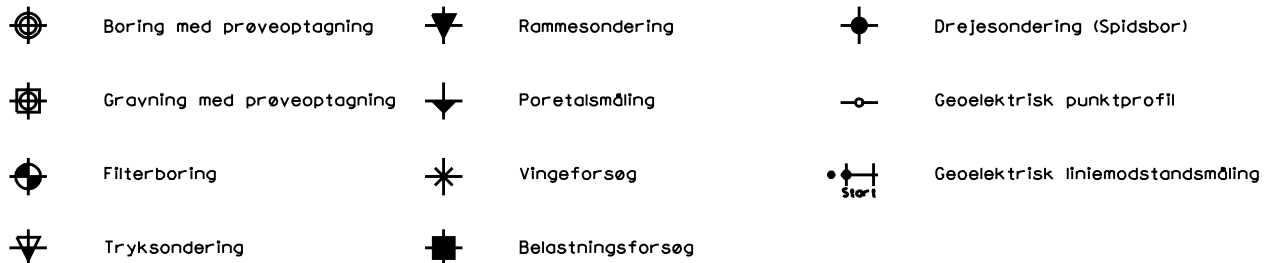 Boring med prøveoptagning
Gravning med prøveoptagning
Filterboring
Tryksondering
Rammesondering
Poretalsmåling
Vingeforsøg
Belastningsforsøg
Drejesondering (Spidsbor)
Geoelektrisk punktprofil
Start
Geoelektrisk liniemodstandsmåling